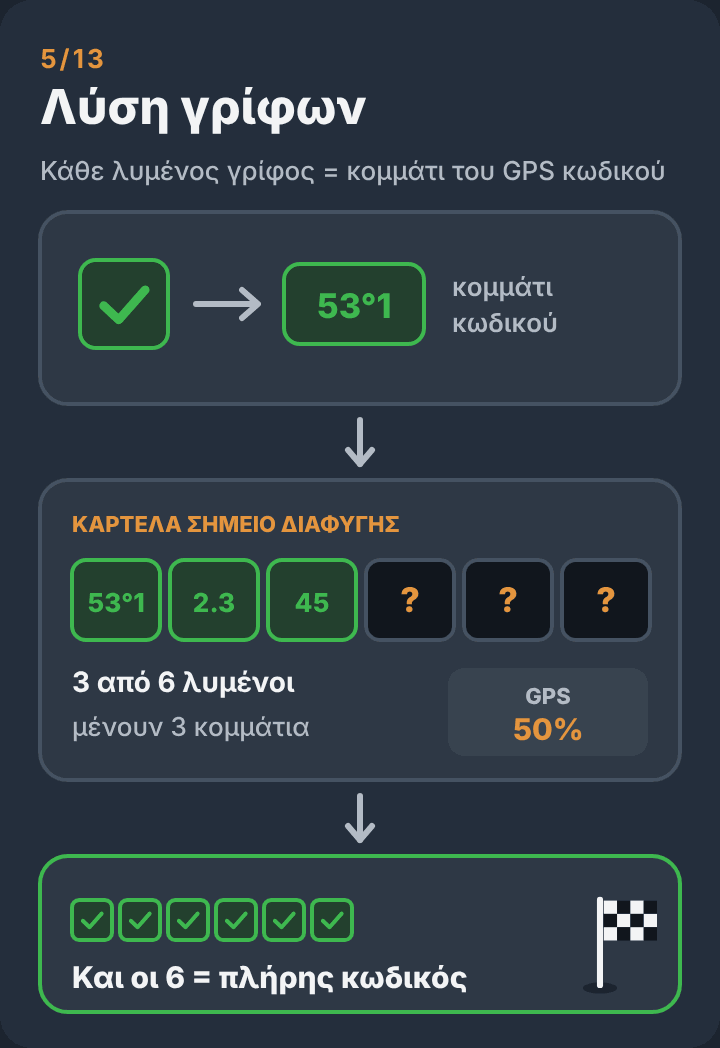 5/13
Λύση γρίφων
Κάθε λυμένος γρίφος = κομμάτι του GPS κωδικού
53°1
κομμάτι
κωδικού
ΚΑΡΤΕΛΑ ΣΗΜΕΙΟ ΔΙΑΦΥΓΗΣ
53°1 2.3 45 ? ? ?
3 από 6 λυμένοι
μένουν 3 κομμάτια
GPS
50%
Και οι 6 = πλήρης κωδικός